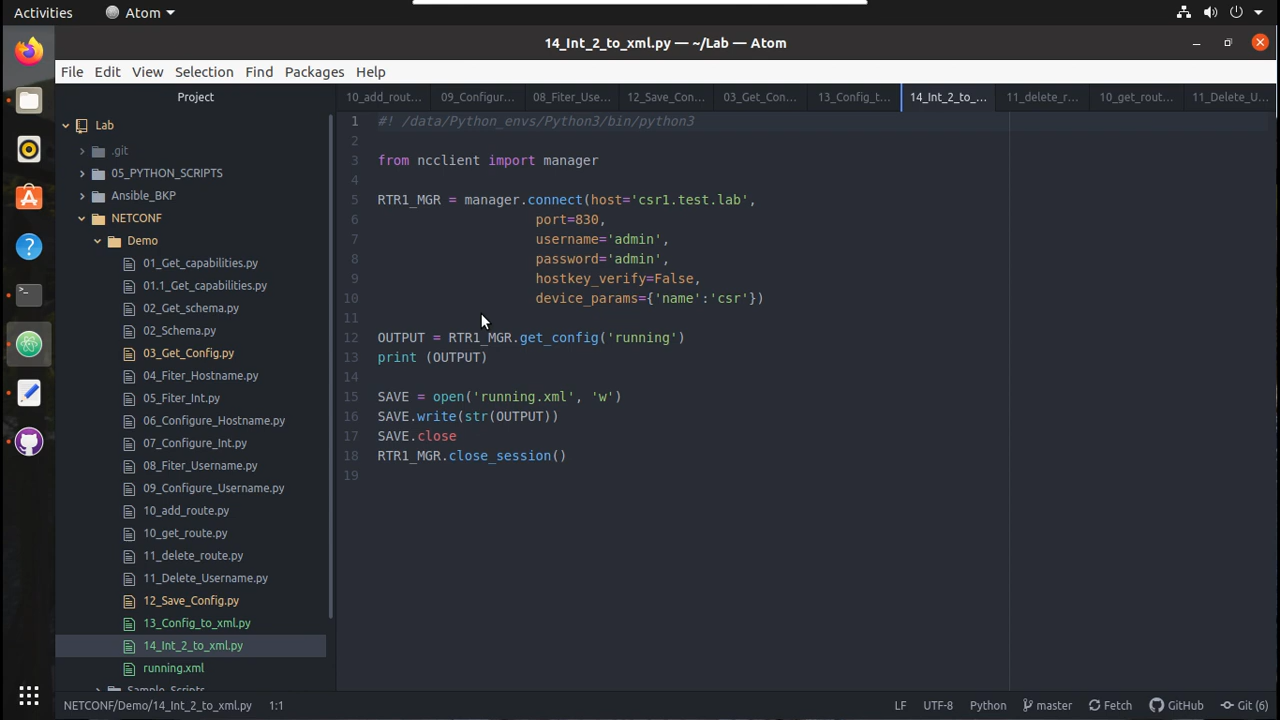 Activities
Atom
14_Int_2_to_xml.py — ~/Lab — Atom
File Edit View Selection Find Packages Help
Project
10_add_rout... 09_Configur... 08_Fiter_Use... 12_Save_Con... 03_Get_Con... 13_Config_t... 14_Int_2_to_... 11_delete_r... 10_get_rout... 11_Delete_U...
Lab
.git
05_PYTHON_SCRIPTS
Ansible_BKP
NETCONF
Demo
01_Get_capabilities.py
01.1_Get_capabilities.py
02_Get_schema.py
02_Schema.py
03_Get_Config.py
04_Fiter_Hostname.py
05_Fiter_Int.py
06_Configure_Hostname.py
07_Configure_Int.py
08_Fiter_Username.py
09_Configure_Username.py
10_add_route.py
10_get_route.py
11_delete_route.py
11_Delete_Username.py
12_Save_Config.py
13_Config_to_xml.py
14_Int_2_to_xml.py
running.xml
Sample_Scripts
1 #! /data/Python_envs/Python3/bin/python3
2
3 from ncclient import manager
4
5 RTR1_MGR = manager.connect(host='csr1.test.lab',
6 port=830,
7 username='admin',
8 password='admin',
9 hostkey_verify=False,
10 device_params={'name':'csr'})
11
12 OUTPUT = RTR1_MGR.get_config('running')
13 print (OUTPUT)
14
15 SAVE = open('running.xml', 'w')
16 SAVE.write(str(OUTPUT))
17 SAVE.close
18 RTR1_MGR.close_session()
19
NETCONF/Demo/14_Int_2_to_xml.py 1:1 LF UTF-8 Python master Fetch GitHub Git (6)